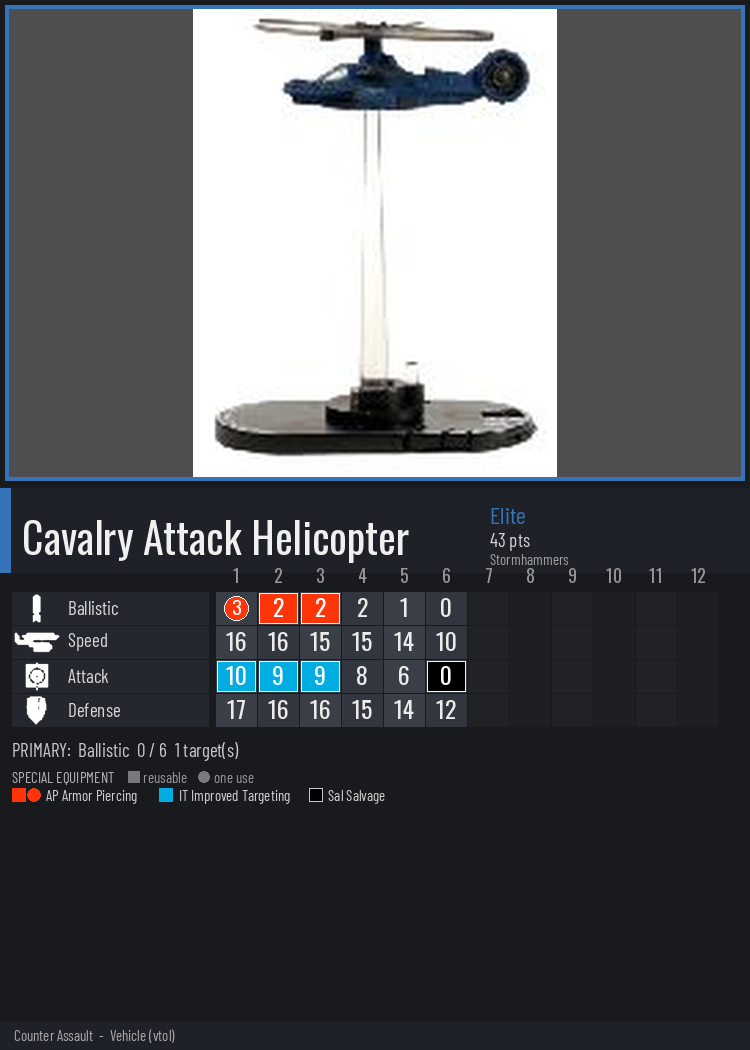 Cavalry Attack Helicopter
Elite
43 pts
Stormhammers
1 2 3 4 5 6 7 8 9 10 11 12
Ballistic 3 2 2 2 1 0
Speed 16 16 15 15 14 10
Attack 10 9 9 8 6 0
Defense 17 16 16 15 14 12
PRIMARY: Ballistic 0 / 6 1 target(s)
SPECIAL EQUIPMENT reusable one use
AP Armor Piercing IT Improved Targeting Sal Salvage
Counter Assault - Vehicle (vtol)